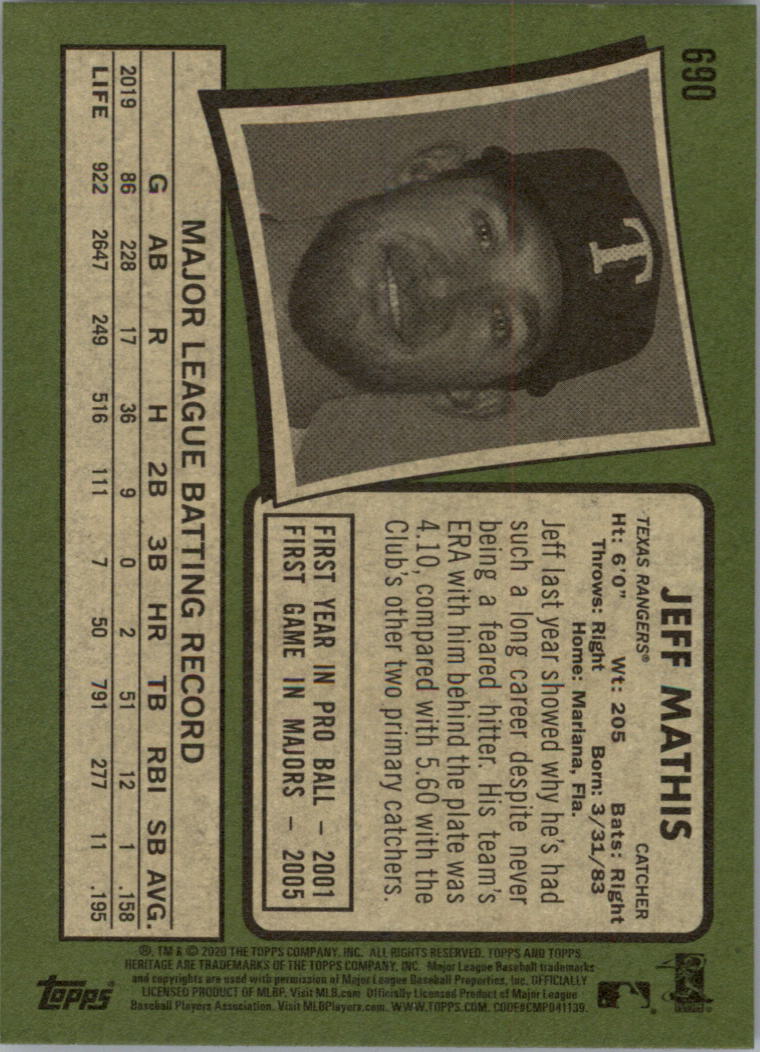 690
T
JEFF MATHIS
TEXAS RANGERS® CATCHER
Ht: 6'0" Wt: 205 Bats: Right
Throws: Right Born: 3/31/83
Home: Mariana, Fla.
Jeff last year showed why he's had
such a long career despite never
being a feared hitter. His team's
ERA with him behind the plate was
4.10, compared with 5.60 with the
Club's other two primary catchers.
FIRST YEAR IN PRO BALL – 2001
FIRST GAME IN MAJORS – 2005
MAJOR LEAGUE BATTING RECORD
G AB R H 2B 3B HR TB RBI SB AVG.
2019 86 228 17 36 9 0 2 51 12 1 .158
LIFE 922 2647 249 516 111 7 50 791 277 11 .195
®, TM & © 2020 THE TOPPS COMPANY, INC. ALL RIGHTS RESERVED. TOPPS AND TOPPS
HERITAGE ARE TRADEMARKS OF THE TOPPS COMPANY, INC. Major League Baseball trademarks
and copyrights are used with permission of Major League Baseball Properties, Inc. OFFICIALLY
LICENSED PRODUCT OF MLBP. Visit MLB.com Officially Licensed Product of Major League
Baseball Players Association. Visit MLBPlayers.com. WWW.TOPPS.COM. CODE#CMP041139.
TOPPS